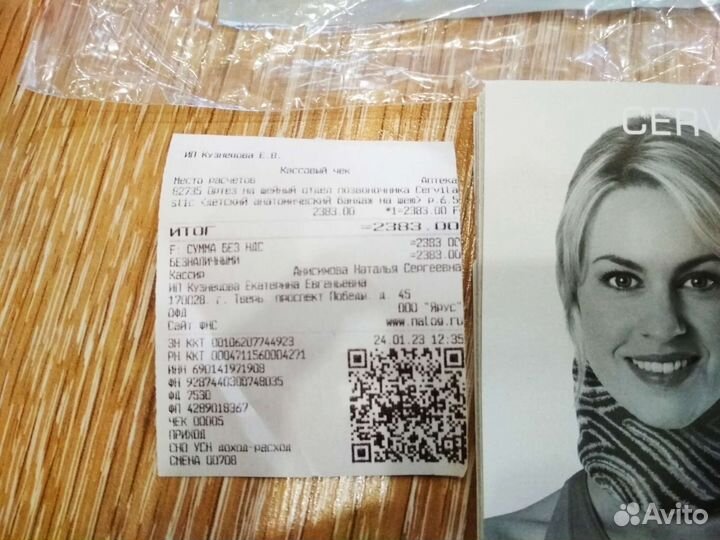 ИП Кузнецова Е.В.
Кассовый чек
Место расчетов Аптека
82735 Ортез на шейный отдел позвоночника Cervila
stic <детский анатомический бандаж на шею> р.6.5
2383.00 *1=2383.00 F
ИТОГ =2383.00
F: СУММА БЕЗ НДС =2383.00
БЕЗНАЛИЧНЫМИ =2383.00
Кассир Анисимова Наталья Сергеевна
ИП Кузнецова Екатерина Евгеньевна
170028, г. Тверь, проспект Победы, д. 45
ОФД ООО "Ярус"
Сайт ФНС www.nalog.ru
ЗН ККТ 00106207744923 24.01.23 12:35
РН ККТ 0004711560004271
ИНН 690141971908
ФН 9287440300748035
ФД 7530
ФП 4289018367
ЧЕК 00005
ПРИХОД
СНО УСН доход-расход
СМЕНА 00708
CERV
Avito